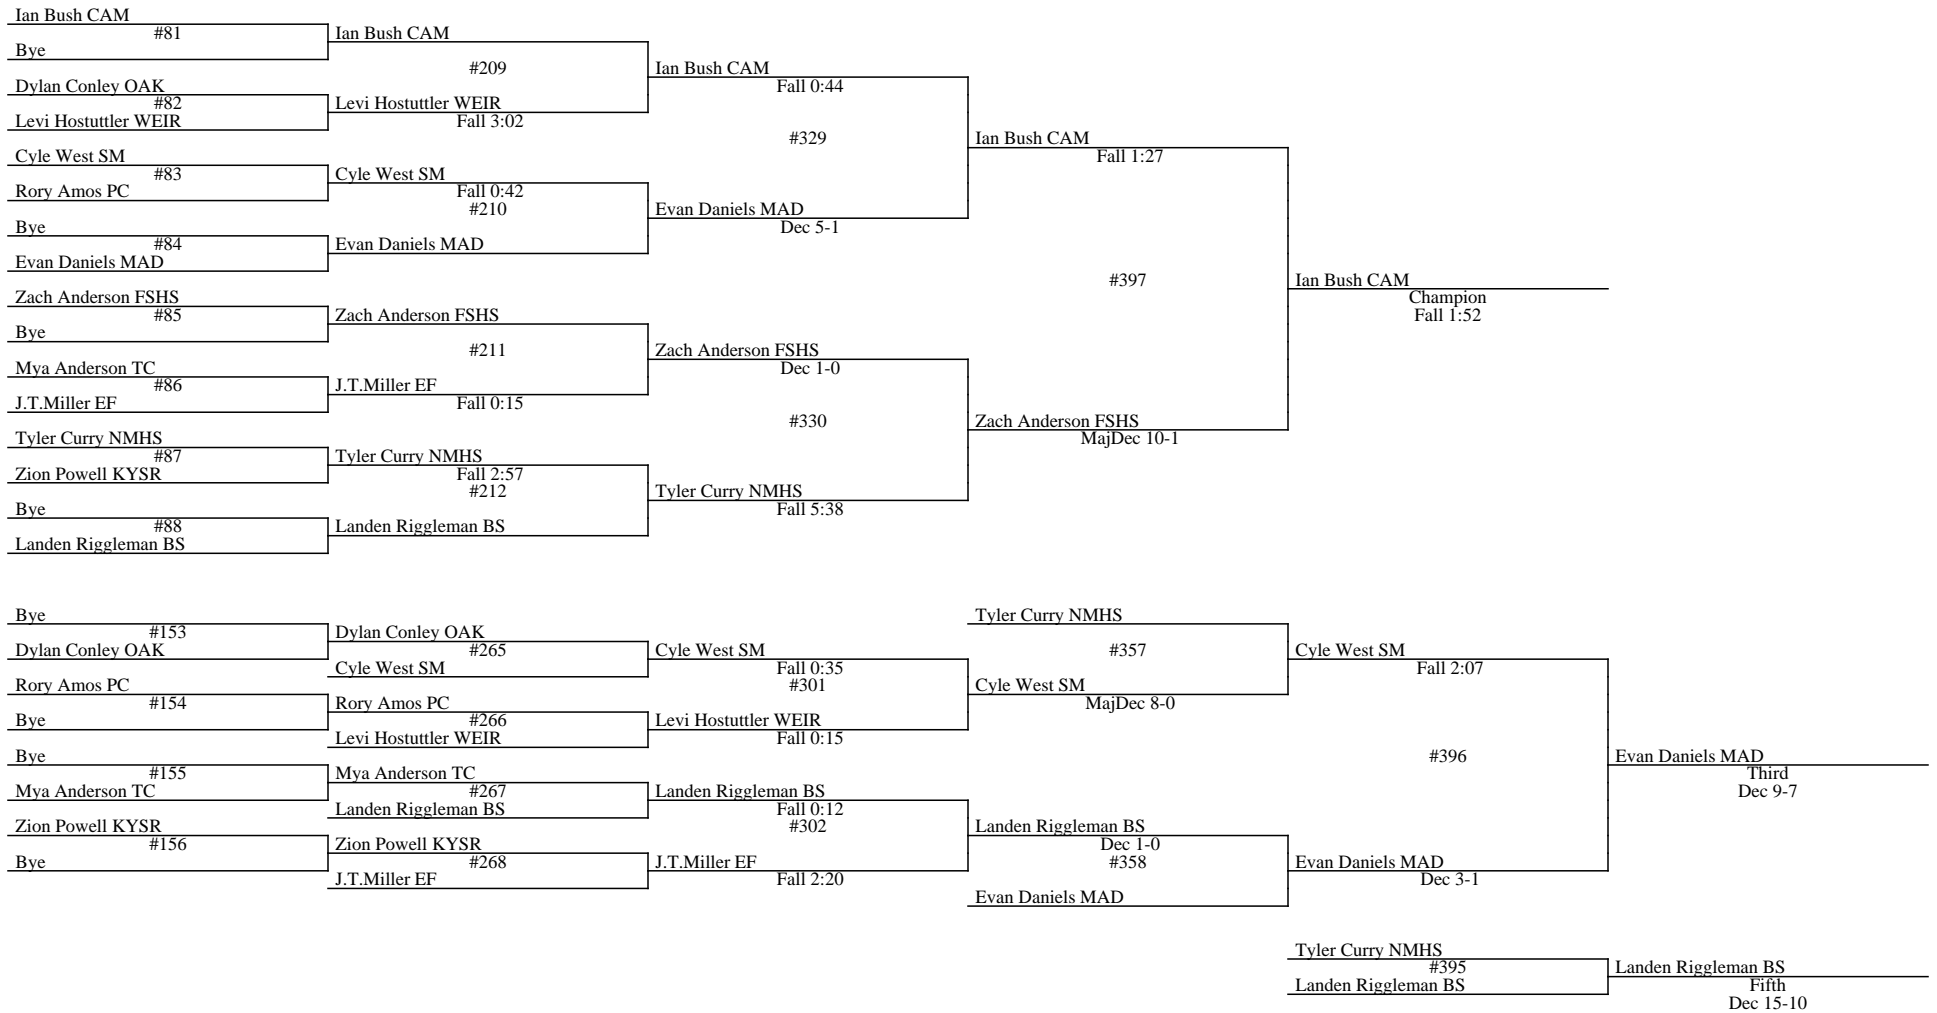 Ian Bush CAM
#81
Bye
Dylan Conley OAK
#82
Levi Hostuttler WEIR
Cyle West SM
#83
Rory Amos PC
Bye
#84
Evan Daniels MAD
Zach Anderson FSHS
#85
Bye
Mya Anderson TC
#86
J.T.Miller EF
Tyler Curry NMHS
#87
Zion Powell KYSR
Bye
#88
Landen Riggleman BS
Ian Bush CAM
#209
Levi Hostuttler WEIR
Fall 3:02
Cyle West SM
Fall 0:42
#210
Evan Daniels MAD
Zach Anderson FSHS
#211
J.T.Miller EF
Fall 0:15
Tyler Curry NMHS
Fall 2:57
#212
Landen Riggleman BS
Ian Bush CAM
Fall 0:44
#329
Evan Daniels MAD
Dec 5-1
Zach Anderson FSHS
Dec 1-0
#330
Tyler Curry NMHS
Fall 5:38
Ian Bush CAM
Fall 1:27
#397
Zach Anderson FSHS
MajDec 10-1
Ian Bush CAM
Champion
Fall 1:52
Bye
#153
Dylan Conley OAK
Rory Amos PC
#154
Bye
Bye
#155
Mya Anderson TC
Zion Powell KYSR
#156
Bye
Dylan Conley OAK
#265
Cyle West SM
Rory Amos PC
#266
Levi Hostuttler WEIR
Mya Anderson TC
#267
Landen Riggleman BS
Zion Powell KYSR
#268
J.T.Miller EF
Cyle West SM
Fall 0:35
#301
Levi Hostuttler WEIR
Fall 0:15
Landen Riggleman BS
Fall 0:12
#302
J.T.Miller EF
Fall 2:20
Tyler Curry NMHS
#357
Cyle West SM
MajDec 8-0
Landen Riggleman BS
Dec 1-0
#358
Evan Daniels MAD
Cyle West SM
Fall 2:07
#396
Evan Daniels MAD
Dec 3-1
Evan Daniels MAD
Third
Dec 9-7
Tyler Curry NMHS
#395
Landen Riggleman BS
Landen Riggleman BS
Fifth
Dec 15-10